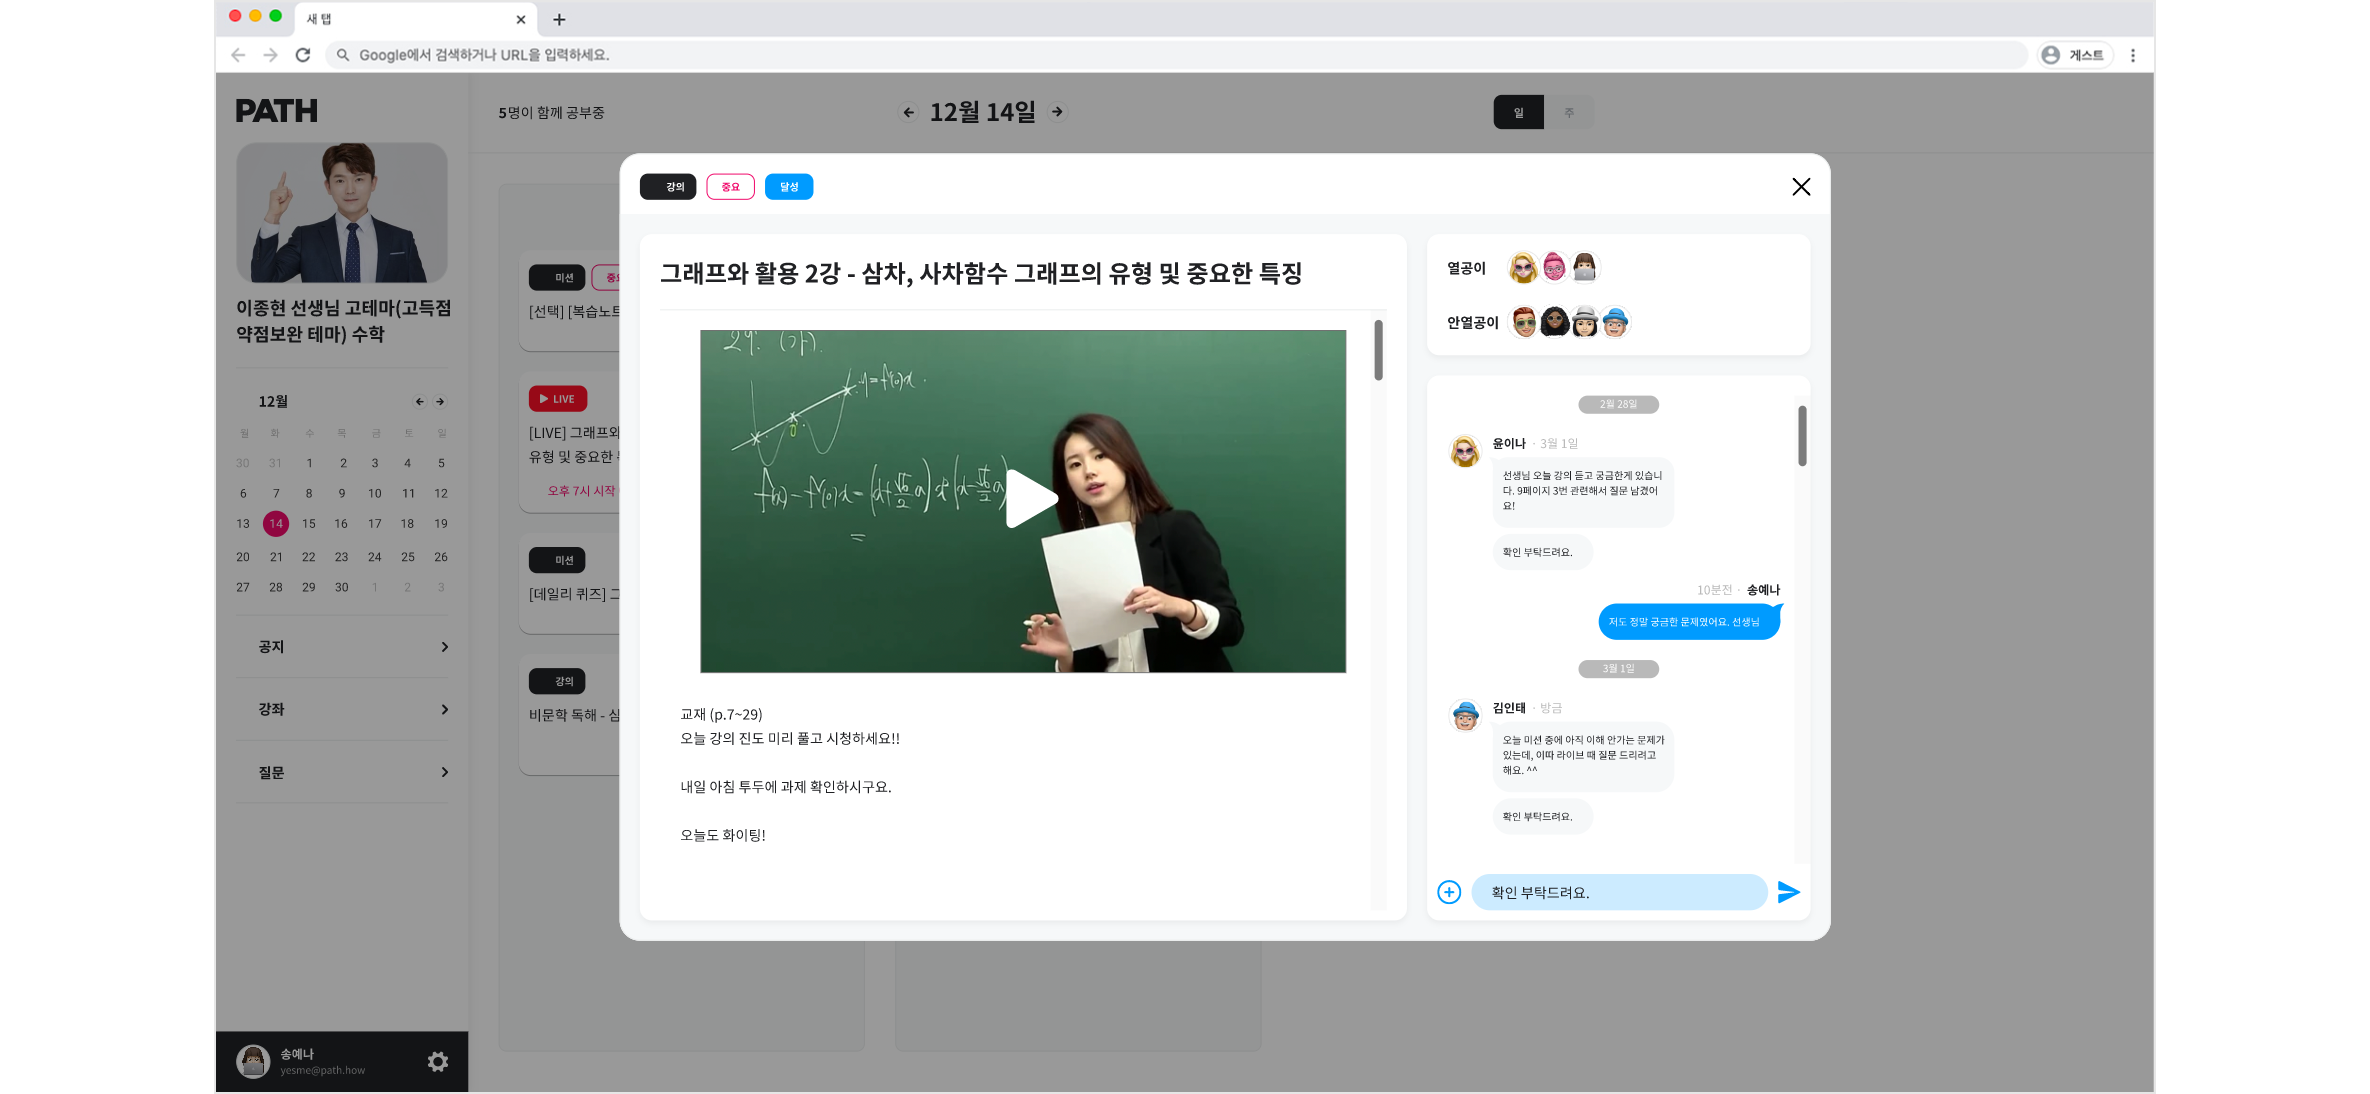 새 탭
Google에서 검색하거나 URL을 입력하세요.
게스트
PATH
5명이 함께 공부중
12월 14일
일
주
이종현 선생님 고테마(고득점
약점보완 테마) 수학
12월
월 화 수 목 금 토 일
30 31 1 2 3 4 5
6 7 8 9 10 11 12
13 14 15 16 17 18 19
20 21 22 23 24 25 26
27 28 29 30 1 2 3
공지
강좌
질문
송예나
yesme@path.how
미션
[선택] [복습노트
LIVE
[LIVE] 그래프와
유형 및 중요한
오후 7시 시작
미션
[데일리 퀴즈] 그
강의
비문학 독해 - 삼
강의
중요
달성
그래프와 활용 2강 - 삼차, 사차함수 그래프의 유형 및 중요한 특징
29. (가).
교재 (p.7~29)
오늘 강의 진도 미리 풀고 시청하세요!!
내일 아침 투두에 과제 확인하시구요.
오늘도 화이팅!
열공이
안열공이
2월 28일
윤이나 · 3월 1일
선생님 오늘 강의 듣고 궁금한게 있습니
다. 9페이지 3번 관련해서 질문 남겼어
요!
확인 부탁드려요.
10분전 · 송예나
저도 정말 궁금한 문제였어요. 선생님
3월 1일
김인태 · 방금
오늘 미션 중에 아직 이해 안가는 문제가
있는데, 이따 라이브 때 질문 드리려고
해요. ^^
확인 부탁드려요.
확인 부탁드려요.